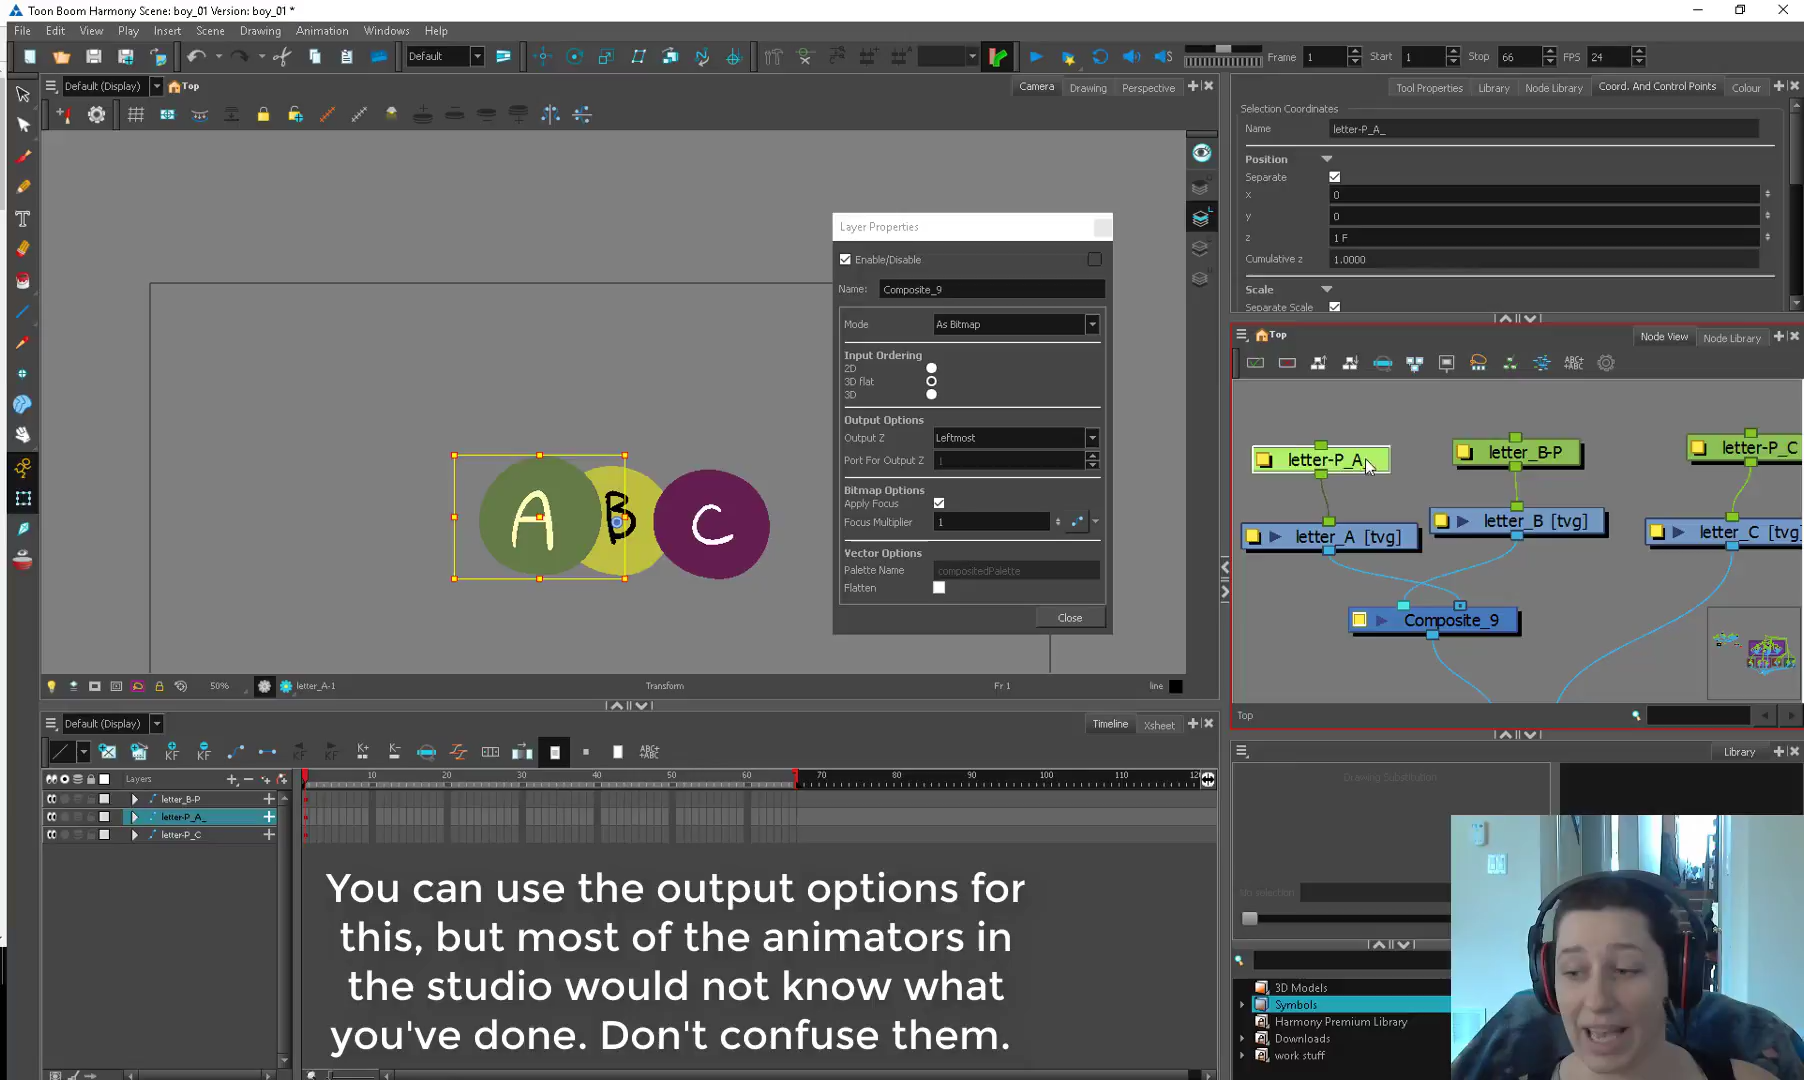 Toon Boom Harmony Scene: boy_01 Version: boy_01 *
File Edit View Play Insert Scene Drawing Animation Windows Help
Default
Frame 1 Start 1 Stop 66 FPS 24
Default (Display) Top
Camera Drawing Perspective
Tool Properties Library Node Library Coord. And Control Points Colour
Selection Coordinates
Name letter-P_A_
Position
Separate
x 0
y 0
z 1 F
Cumulative z 1.0000
Scale
Separate Scale
Layer Properties
Enable/Disable
Name: Composite_9
Mode As Bitmap
Input Ordering
2D
3D flat
3D
Output Options
Output Z Leftmost
Port For Output Z 1
Bitmap Options
Apply Focus
Focus Multiplier 1
Vector Options
Palette Name compositedPalette
Flatten
Close
A B C
Top
Node View Node Library
letter-P_A_ letter_B-P letter-P_C
letter_A [tvg] letter_B [tvg] letter_C [tvg]
Composite_9
Top
50% letter_A-1 Transform Fr 1 line
Default (Display)
Timeline Xsheet
KF KF K+ K- ABC+
Layers
10 20 30 40 50 60 70 80 90 100 110
letter_B-P
letter-P_A_
letter-P_C
Library
Drawing Substitution
No selection
3D Models
Symbols
Harmony Premium Library
Downloads
work stuff
You can use the output options for
this, but most of the animators in
the studio would not know what
you've done. Don't confuse them.